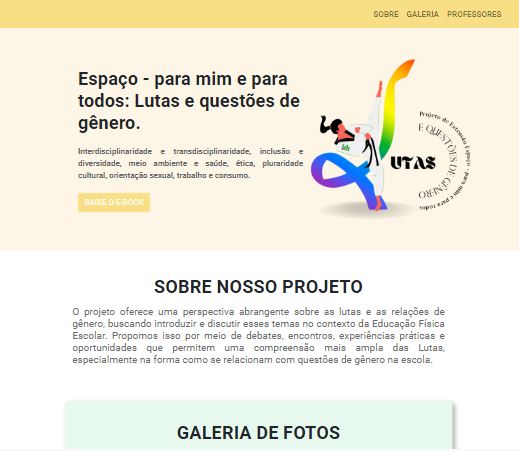 SOBRE GALERIA PROFESSORES
Espaço - para mim e para
todos: Lutas e questões de
gênero.
Interdisciplinaridade e transdisciplinaridade, inclusão e
diversidade, meio ambiente e saúde, ética, pluraridade
cultural, orientação sexual, trabalho e consumo.
BAIXE O E-BOOK
Projeto de Extensão Espaço - para mim e para todos
E QUESTÕES DE GÊNERO
UTAS
SOBRE NOSSO PROJETO
O projeto oferece uma perspectiva abrangente sobre as lutas e as relações de
gênero, buscando introduzir e discutir esses temas no contexto da Educação Física
Escolar. Propomos isso por meio de debates, encontros, experiências práticas e
oportunidades que permitem uma compreensão mais ampla das Lutas,
especialmente na forma como se relacionam com questões de gênero na escola.
GALERIA DE FOTOS